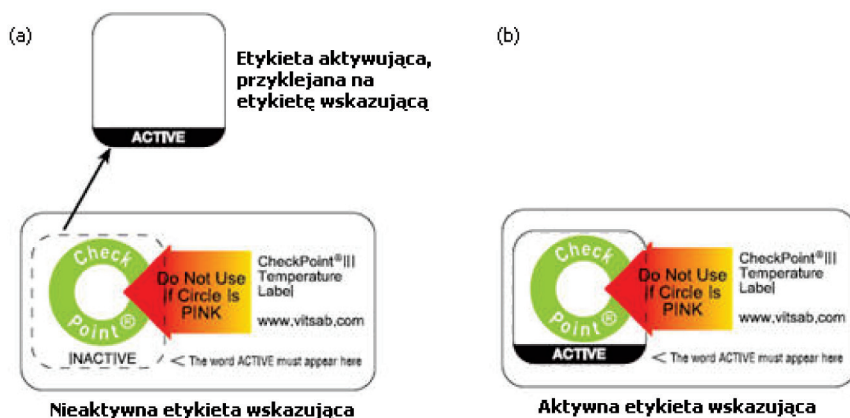 (a)
ACTIVE
Etykieta aktywująca,
przyklejana na
etykietę wskazującą
Check
Point®
INACTIVE
Do Not Use
if Circle Is
PINK
CheckPoint®III
Temperature
Label
www.vitsab.com
< The word ACTIVE must appear here
Nieaktywna etykieta wskazująca
(b)
Check
Point®
ACTIVE
Do Not Use
if Circle Is
PINK
CheckPoint®III
Temperature
Label
www.vitsab.com
< The word ACTIVE must appear here
Aktywna etykieta wskazująca